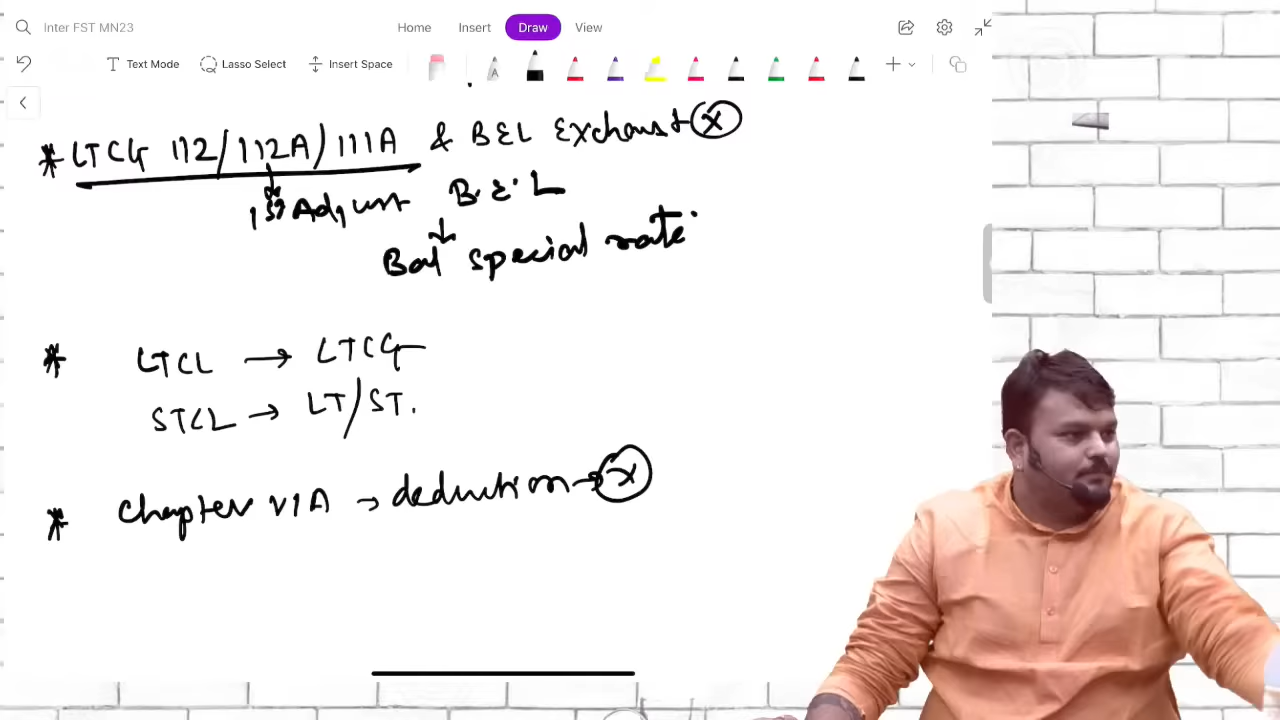 Inter FST MN23
Home Insert Draw View
Text Mode Lasso Select Insert Space
* LTCG 112/112A/111A & BEL Exhaust X
1st Adjust B.E.L
Bal special rate
* LTCL → LTCG
STCL → LT/ST.
* Chapter VIA → deduction → X